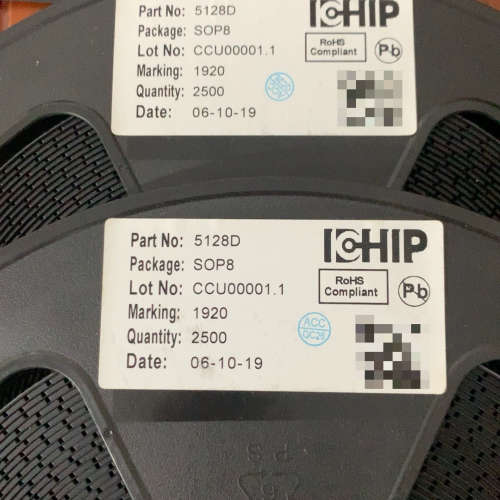 Part No: 5128D
Package: SOP8
Lot No: CCU00001.1
Marking: 1920
Quantity: 2500
Date: 06-10-19
ICHIP
RoHS
Compliant
Pb
Part No: 5128D
Package: SOP8
Lot No: CCU00001.1
Marking: 1920
Quantity: 2500
Date: 06-10-19
ICHIP
RoHS
Compliant
Pb
ACC
QC26
PS